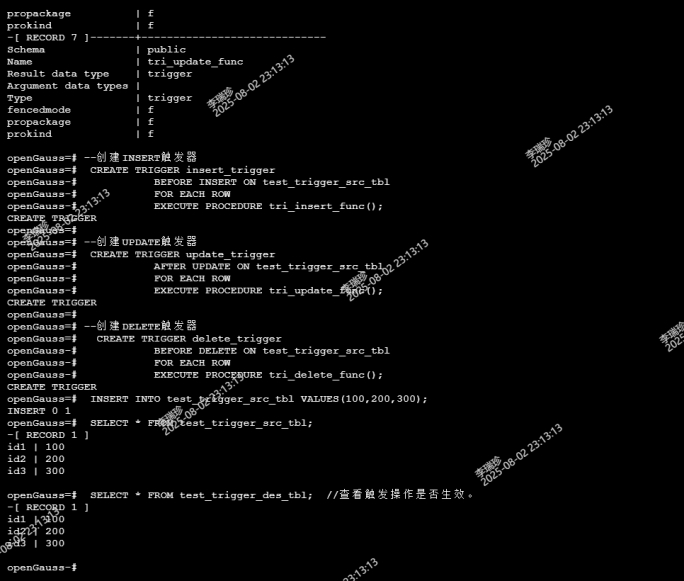 propackage          | f
prokind             | f
-[ RECORD 7 ]-------+-----------------------------
Schema              | public
Name                | tri_update_func
Result data type    | trigger
Argument data types |
Type                | trigger
fencedmode          | f
propackage          | f
prokind             | f
openGauss=# --创建INSERT触发器
openGauss=#  CREATE TRIGGER insert_trigger
openGauss-#             BEFORE INSERT ON test_trigger_src_tbl
openGauss-#             FOR EACH ROW
openGauss-#             EXECUTE PROCEDURE tri_insert_func();
CREATE TRIGGER
openGauss=#
openGauss=# --创建UPDATE触发器
openGauss=#  CREATE TRIGGER update_trigger
openGauss-#             AFTER UPDATE ON test_trigger_src_tbl
openGauss-#             FOR EACH ROW
openGauss-#             EXECUTE PROCEDURE tri_update_func();
CREATE TRIGGER
openGauss=#
openGauss=# --创建DELETE触发器
openGauss=#   CREATE TRIGGER delete_trigger
openGauss-#             BEFORE DELETE ON test_trigger_src_tbl
openGauss-#             FOR EACH ROW
openGauss-#             EXECUTE PROCEDURE tri_delete_func();
CREATE TRIGGER
openGauss=#  INSERT INTO test_trigger_src_tbl VALUES(100,200,300);
INSERT 0 1
openGauss=#  SELECT * FROM test_trigger_src_tbl;
-[ RECORD 1 ]
id1 | 100
id2 | 200
id3 | 300
openGauss=#  SELECT * FROM test_trigger_des_tbl;  //查看触发操作是否生效。
-[ RECORD 1 ]
id1 | 100
id2 | 200
id3 | 300
openGauss-#
李瑞珍
2025-08-02 23:13:13
李瑞珍
2025-08-02 23:13:13
李瑞珍
2025-08-02 23:13:13
李瑞珍
2025-08-02 23:13:13
李瑞珍
2025-08-02 23:13:13
李瑞珍
2025-08-02 23:13:13
李瑞珍
2025
08-02 23:13:13
02 23:13:13